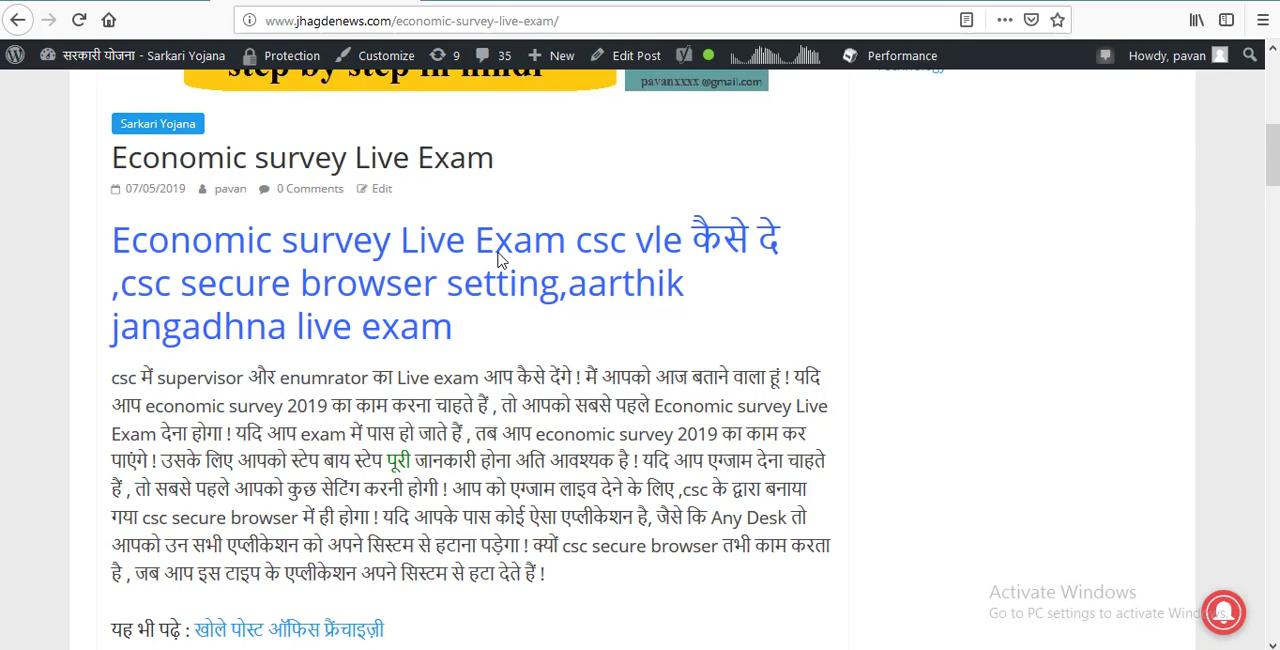 www.jhagdenews.com/economic-survey-live-exam/
सरकारी योजना - Sarkari Yojana Protection Customize 9 35 New Edit Post Performance Howdy, pavan
step by step in hindi
pavanxxxx @gmail.com
Technology
Sarkari Yojana
Economic survey Live Exam
07/05/2019 pavan 0 Comments Edit
Economic survey Live Exam csc vle कैसे दे
,csc secure browser setting,aarthik
jangadhna live exam
csc में supervisor और enumrator का Live exam आप कैसे देंगे ! मैं आपको आज बताने वाला हूं ! यदि
आप economic survey 2019 का काम करना चाहते हैं , तो आपको सबसे पहले Economic survey Live
Exam देना होगा ! यदि आप exam में पास हो जाते हैं , तब आप economic survey 2019 का काम कर
पाएंगे ! उसके लिए आपको स्टेप बाय स्टेप पूरी जानकारी होना अति आवश्यक है ! यदि आप एग्जाम देना चाहते
हैं , तो सबसे पहले आपको कुछ सेटिंग करनी होगी ! आप को एग्जाम लाइव देने के लिए ,csc के द्वारा बनाया
गया csc secure browser में ही होगा ! यदि आपके पास कोई ऐसा एप्लीकेशन है, जैसे कि Any Desk तो
आपको उन सभी एप्लीकेशन को अपने सिस्टम से हटाना पड़ेगा ! क्यों csc secure browser तभी काम करता
है , जब आप इस टाइप के एप्लीकेशन अपने सिस्टम से हटा देते हैं !
Activate Windows
Go to PC settings to activate Windows.
यह भी पढ़े : खोले पोस्ट ऑफिस फ्रैंचाइज़ी